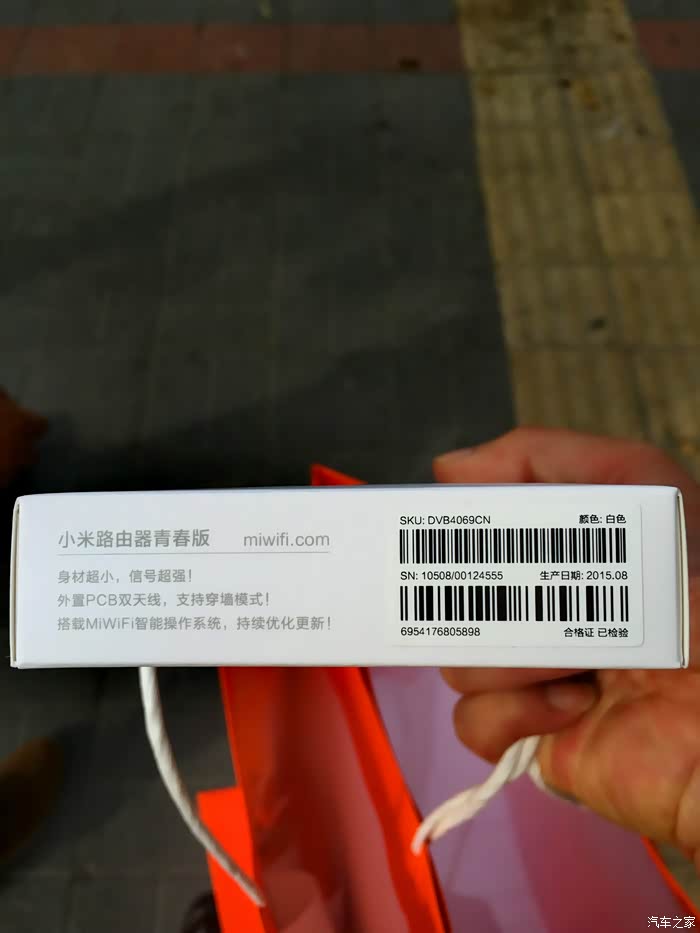 小米路由器青春版 miwifi.com
身材超小，信号超强！
外置PCB双天线，支持穿墙模式！
搭载MiWiFi智能操作系统，持续优化更新！
SKU: DVB4069CN 颜色: 白色
SN: 10508/00124555 生产日期: 2015.08
6954176805898 合格证 已检验
汽车之家